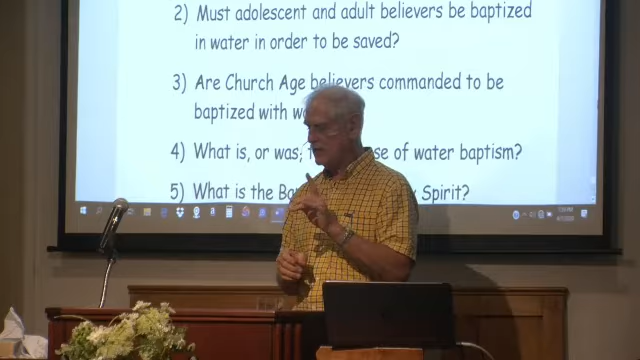 2) Must adolescent and adult believers be baptized
in water in order to be saved?
3) Are Church Age believers commanded to be
baptized with w
4) What is, or was, se of water baptism?
5) What is the Ba y Spirit?